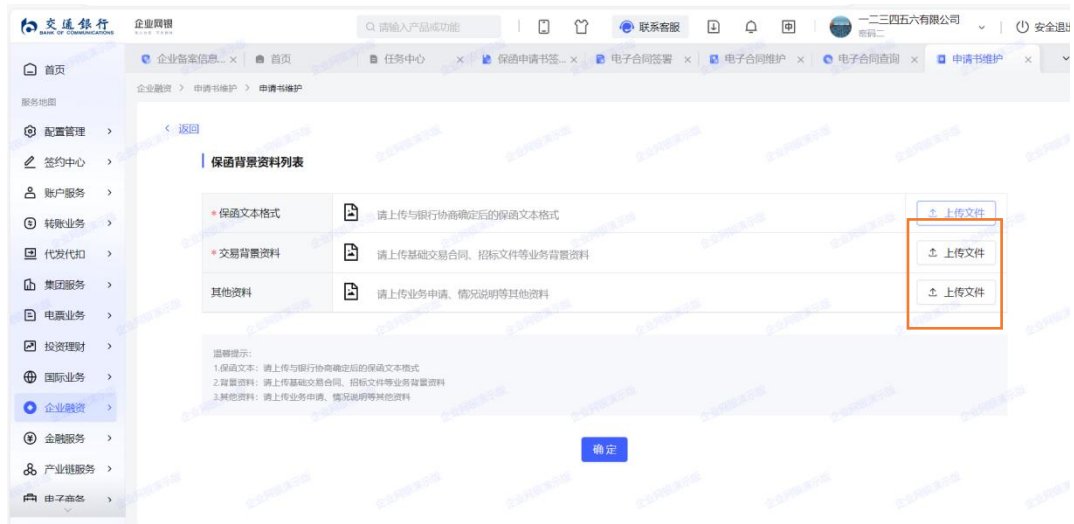 交通银行 企业网银
BANK OF COMMUNICATIONS
请输入产品或功能
联系客服
一二三四五六有限公司
安全退出
首页
企业备案信息... ×
首页
任务中心 ×
保函申请书签... ×
电子合同签署 ×
电子合同维护 ×
电子合同查询 ×
申请书维护 ×
企业融资 > 申请书维护 > 申请书维护
服务地图
配置管理
签约中心
账户服务
转账业务
代发代扣
集团服务
电票业务
投资理财
国际业务
企业融资
金融服务
产业链服务
电子商务
< 返回
保函背景资料列表
* 保函文本格式 请上传与银行协商确定后的保函文本格式 上传文件
* 交易背景资料 请上传基础交易合同、招标文件等业务背景资料 上传文件
其他资料 请上传业务申请、情况说明等其他资料 上传文件
温馨提示:
1.保函文本：请上传与银行协商确定后的保函文本格式
2.背景资料：请上传基础交易合同、招标文件等业务背景资料
3.其他资料：请上传业务申请、情况说明等其他资料
确定